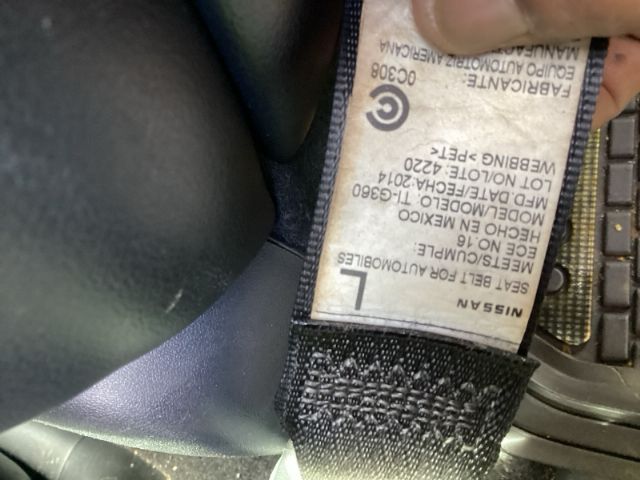 NISSAN
L
SEAT BELT FOR AUTOMOBILES
MEETS/CUMPLE:
ECE NO.16
HECHO EN MEXICO
MODEL/MODELO: TI-G360
MFD.DATE/FECHA:2014
LOT NO/LOTE: 4220
WEBBING >PET<
C
0C308
FABRICANTE:
EQUIPO AUTOMOTRIZ AMERICANA